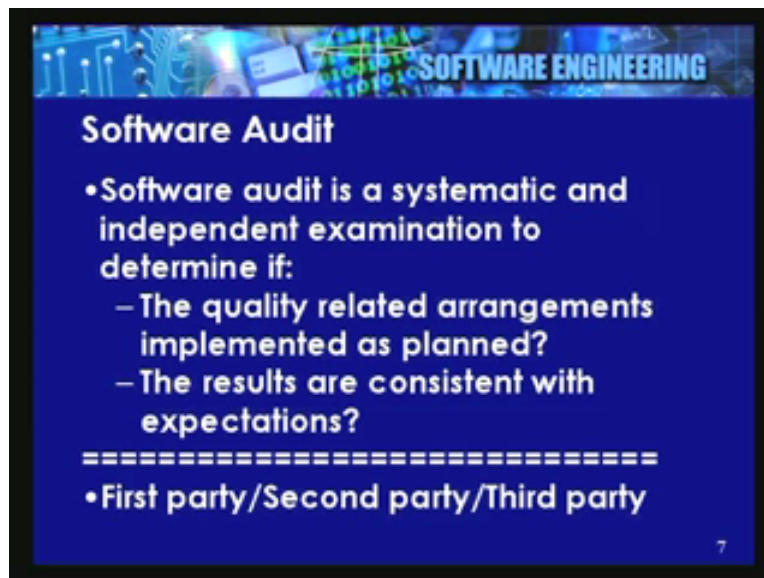 SOFTWARE ENGINEERING
Software Audit
•Software audit is a systematic and
independent examination to
determine if:
–The quality related arrangements
implemented as planned?
–The results are consistent with
expectations?
==============================
•First party/Second party/Third party
7